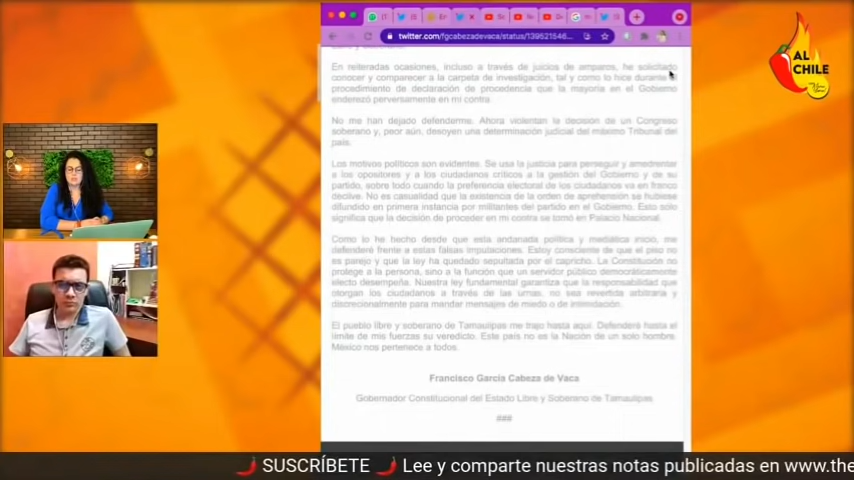 twitter.com/fgcabezadevaca/status/139521546...
AL
CHILE
En reiteradas ocasiones, incluso a través de juicios de amparos, he solicitado
conocer y comparecer a la carpeta de investigación, tal y como lo hice durante el
procedimiento de declaración de procedencia que la mayoría en el Gobierno
enderezó perversamente en mi contra.
No me han dejado defenderme. Ahora violentan la decisión de un Congreso
soberano y, peor aún, desoyen una determinación judicial del máximo Tribunal del
país.
Los motivos políticos son evidentes. Se usa la justicia para perseguir y amedrentar
a los opositores y a los ciudadanos críticos a la gestión del Gobierno y de su
partido, sobre todo cuando la preferencia electoral de los ciudadanos va en franco
declive. No es casualidad que la existencia de la orden de aprehensión se hubiese
difundido en primera instancia por militantes del partido en el Gobierno. Esto solo
significa que la decisión de proceder en mi contra se tomó en Palacio Nacional.
Como lo he hecho desde que esta andanada política y mediática inició, me
defenderé frente a estas falsas imputaciones. Estoy consciente de que el piso no
es parejo y que la ley ha quedado sepultada por el capricho. La Constitución no
protege a la persona, sino a la función que un servidor público democráticamente
electo desempeña. Nuestra ley fundamental garantiza que la responsabilidad que
otorgan los ciudadanos a través de las urnas, no sea revertida arbitraria y
discrecionalmente para mandar mensajes de miedo o de intimidación.
El pueblo libre y soberano de Tamaulipas me trajo hasta aquí. Defenderé hasta el
límite de mis fuerzas su veredicto. Este país no es la Nación de un solo hombre.
México nos pertenece a todos.
Francisco García Cabeza de Vaca
Gobernador Constitucional del Estado Libre y Soberano de Tamaulipas
###
SUSCRÍBETE Lee y comparte nuestras notas publicadas en www.the